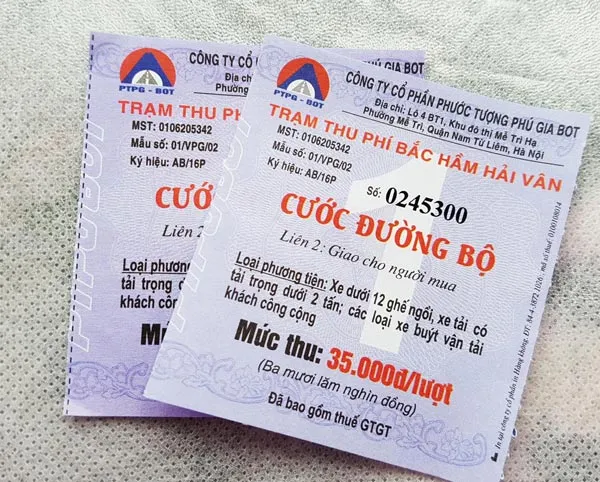 PTPG - BOT
CÔNG TY CỔ PHẦN PHƯỚC TƯỢNG PHÚ GIA BOT
Địa chỉ: Lô 4 BT1, Khu đô thị Mễ Trì Hạ
Phường Mễ Trì, Quận Nam Từ Liêm, Hà Nội
TRẠM THU PHÍ BẮC HẦM HẢI VÂN
MST: 0106205342
Mẫu số: 01/VPG/02
Ký hiệu: AB/16P
Số: 0245300
1
CƯỚC ĐƯỜNG BỘ
Liên 2: Giao cho người mua
Loại phương tiện: Xe dưới 12 ghế ngồi, xe tải có
tải trọng dưới 2 tấn; các loại xe buýt vận tải
khách công cộng
Mức thu: 35.000đ/lượt
(Ba mươi lăm nghìn đồng)
Đã bao gồm thuế GTGT
PTPG - BOT
CÔNG TY CỔ
PHÚ GIA BOT
Địa chỉ:
Phường
TRẠM THU PHÍ
MST: 0106205342
Mẫu số: 01/VPG/02
Ký hiệu: AB/16P
CƯỚC
Liên 2
Loại phương
tải trọng
khách công